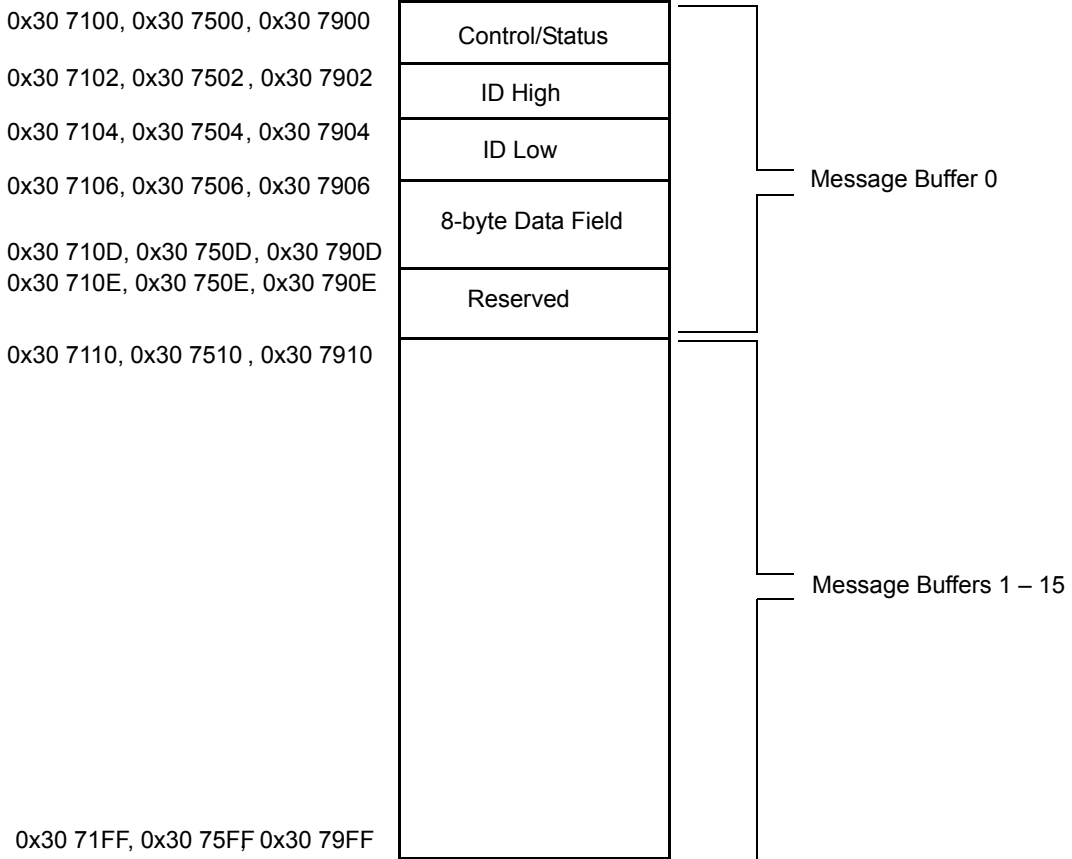 0x30 7100, 0x30 7500, 0x30 7900
Control/Status
0x30 7102, 0x30 7502 , 0x30 7902
ID High
0x30 7104, 0x30 7504, 0x30 7904
ID Low
0x30 7106, 0x30 7506, 0x30 7906
Message Buffer 0
8-byte Data Field
0x30 710D, 0x30 750D, 0x30 790D
0x30 710E, 0x30 750E, 0x30 790E
Reserved
0x30 7110, 0x30 7510 , 0x30 7910
Message Buffers 1 – 15
0x30 71FF, 0x30 75FF, 0x30 79FF